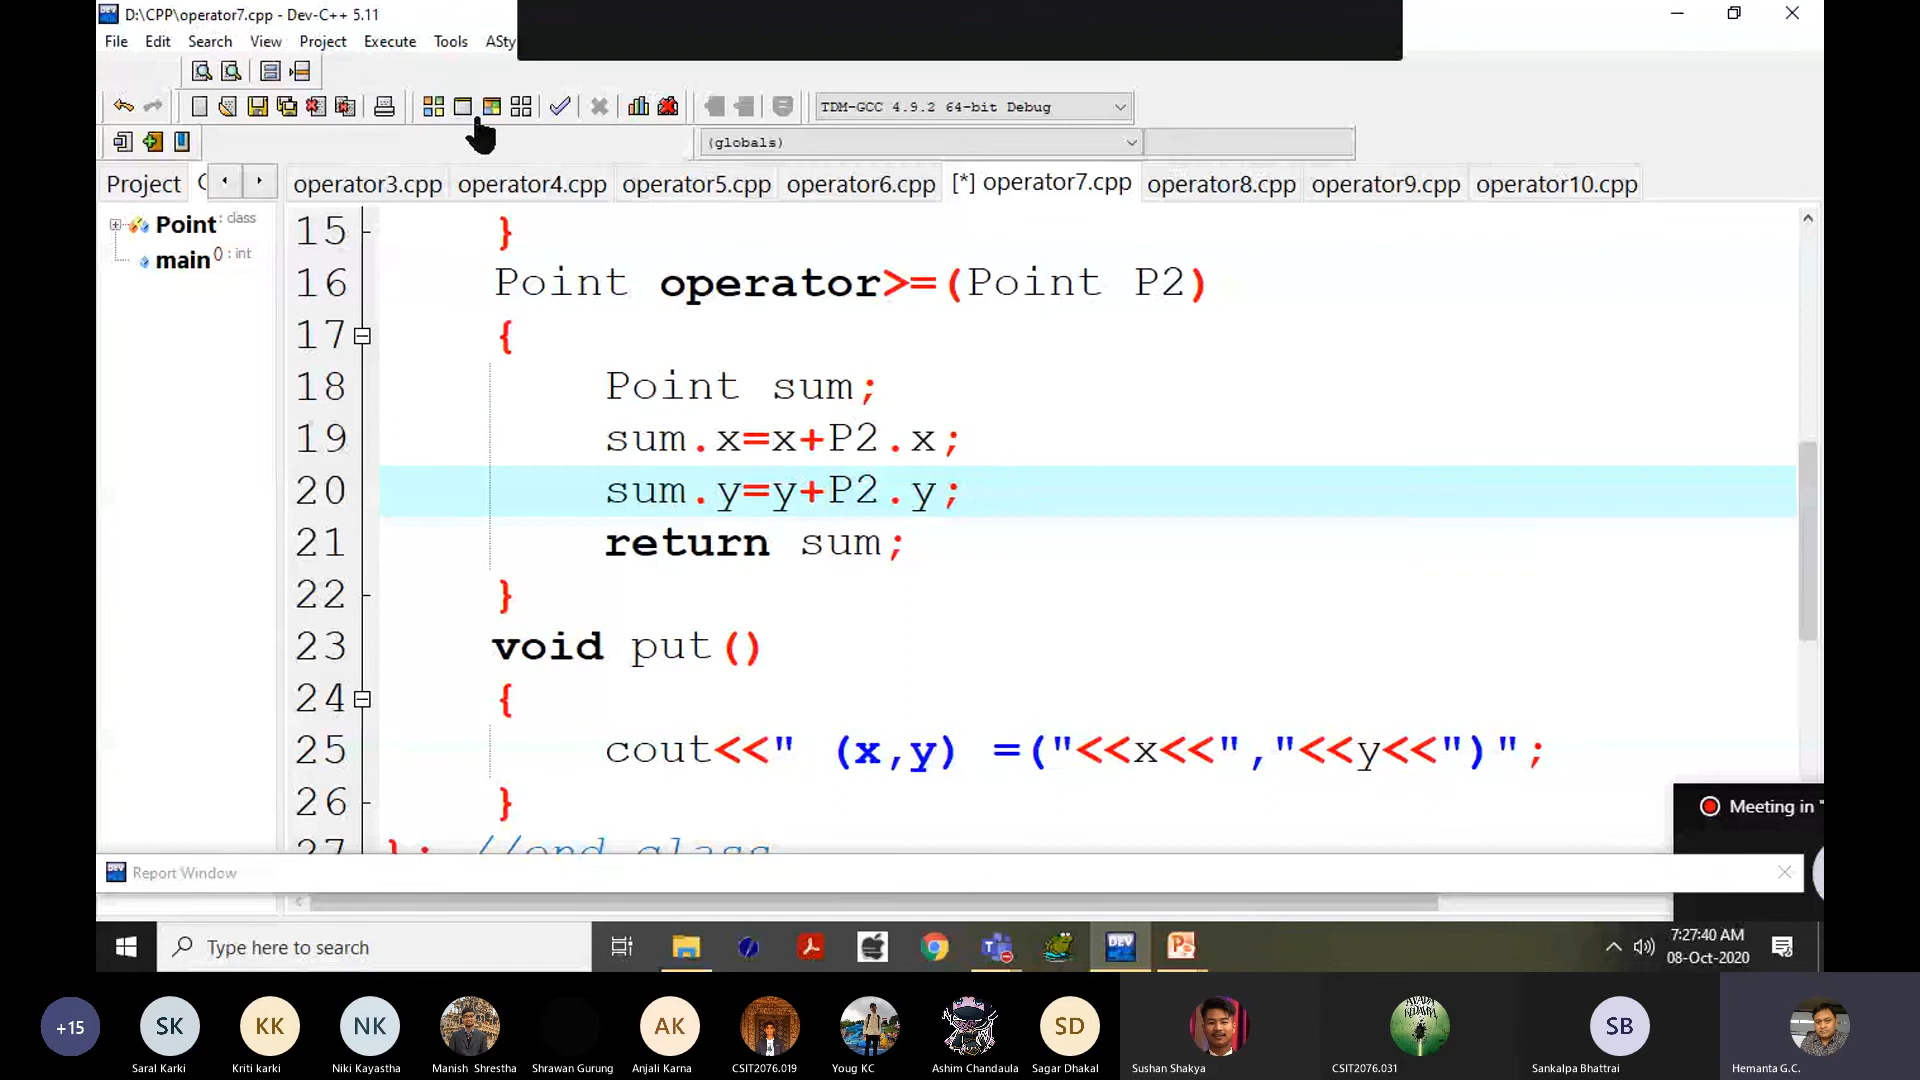 D:\CPP\operator7.cpp - Dev-C++ 5.11
File Edit Search View Project Execute Tools ASty
TDM-GCC 4.9.2 64-bit Debug
(globals)
Project
operator3.cpp operator4.cpp operator5.cpp operator6.cpp [*] operator7.cpp operator8.cpp operator9.cpp operator10.cpp
Point : class
main () : int
15 }
16 Point operator>=(Point P2)
17 {
18 Point sum;
19 sum.x=x+P2.x;
20 sum.y=y+P2.y;
21 return sum;
22 }
23 void put()
24 {
25 cout<<" (x,y) =("<<x<<","<<y<<")";
26 }
27 }; //end class
Meeting in "
Report Window
Type here to search
7:27:40 AM
08-Oct-2020
+15 SK KK NK AK SD SB
Saral Karki Kriti karki Niki Kayastha Manish Shrestha Shrawan Gurung Anjali Karna CSIT2076.019 Youg KC Ashim Chandaula Sagar Dhakal Sushan Shakya CSIT2076.031 Sankalpa Bhattrai Hemanta G.C.